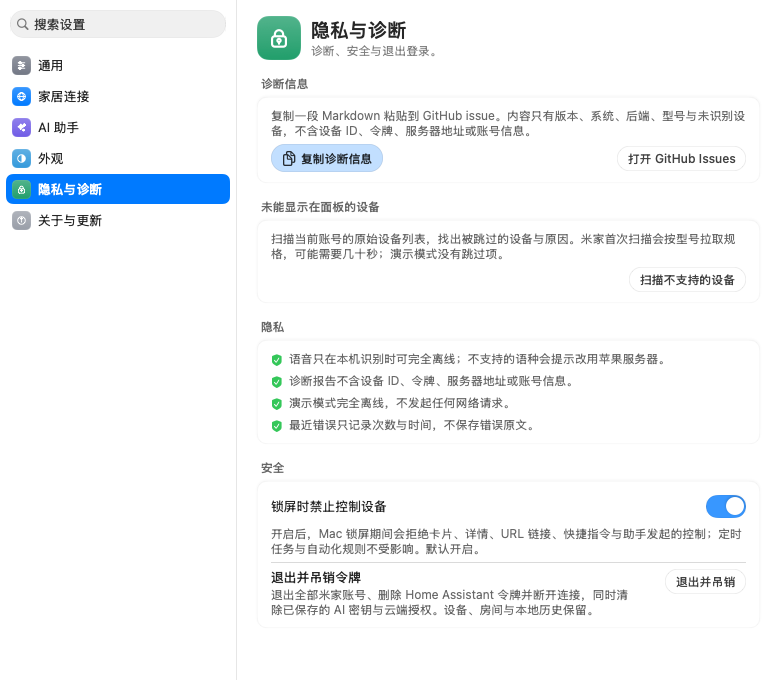 搜索设置
通用
家居连接
AI 助手
外观
隐私与诊断
关于与更新
隐私与诊断
诊断、安全与退出登录。
诊断信息
复制一段 Markdown 粘贴到 GitHub issue。内容只有版本、系统、后端、型号与未识别设
备，不含设备 ID、令牌、服务器地址或账号信息。
复制诊断信息
打开 GitHub Issues
未能显示在面板的设备
扫描当前账号的原始设备列表，找出被跳过的设备与原因。米家首次扫描会按型号拉取规
格，可能需要几十秒；演示模式没有跳过项。
扫描不支持的设备
隐私
语音只在本机识别时可完全离线；不支持的语种会提示改用苹果服务器。
诊断报告不含设备 ID、令牌、服务器地址或账号信息。
演示模式完全离线，不发起任何网络请求。
最近错误只记录次数与时间，不保存错误原文。
安全
锁屏时禁止控制设备
开启后，Mac 锁屏期间会拒绝卡片、详情、URL 链接、快捷指令与助手发起的控制；定时
任务与自动化规则不受影响。默认开启。
退出并吊销令牌
退出全部米家账号、删除 Home Assistant 令牌并断开连接，同时清
除已保存的 AI 密钥与云端授权。设备、房间与本地历史保留。
退出并吊销